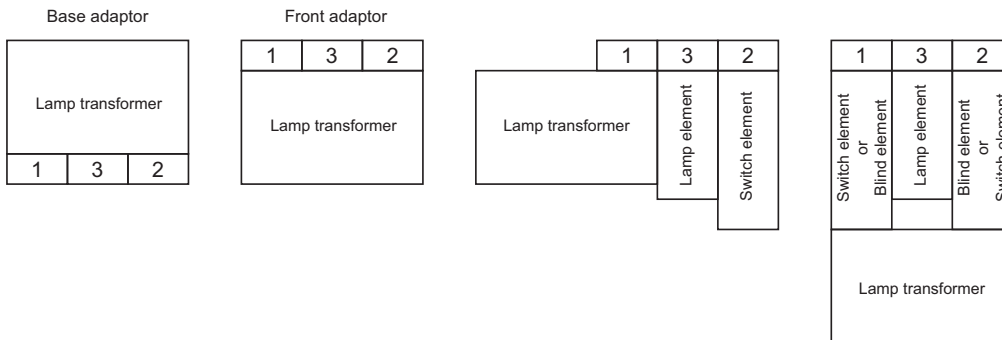 Base adaptor
Lamp transformer
1 3 2
Front adaptor
1 3 2
Lamp transformer
1 3 2
Lamp transformer
Lamp element
Switch element
1 3 2
Switch element
or
Blind element
Lamp element
Blind element
or
Switch element
Lamp transformer